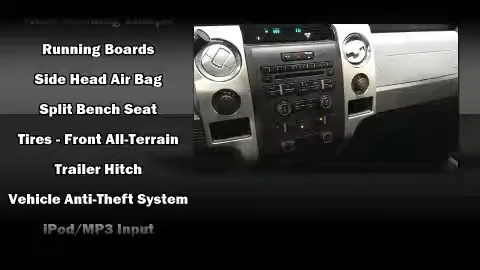 Running Boards
Side Head Air Bag
Split Bench Seat
Tires - Front All-Terrain
Trailer Hitch
Vehicle Anti-Theft System
iPod/MP3 Input